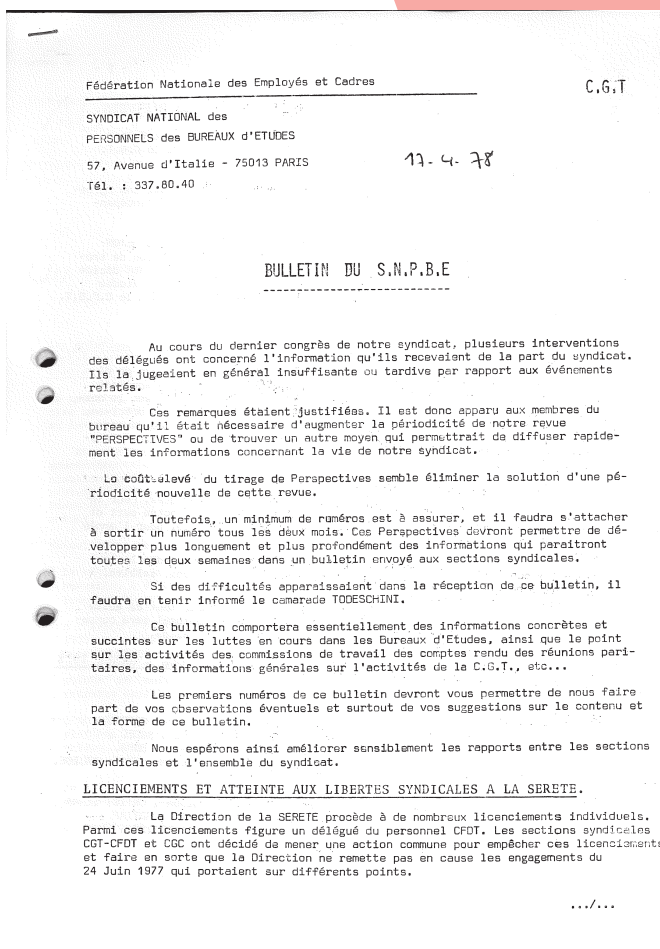 Fédération Nationale des Employés et Cadres
C.G.T
SYNDICAT NATIONAL des
PERSONNELS des BUREAUX d'ETUDES
57, Avenue d'Italie - 75013 PARIS
17-4-78
Tél. : 337.80.40
BULLETIN DU S.N.P.B.E
Au cours du dernier congrès de notre syndicat, plusieurs interventions
des délégués ont concerné l'information qu'ils recevaient de la part du syndicat.
Ils la jugeaient en général insuffisante ou tardive par rapport aux événements
relatés.
Ces remarques étaient justifiées. Il est donc apparu aux membres du
bureau qu'il était nécessaire d'augmenter la périodicité de notre revue
"PERSPECTIVES" ou de trouver un autre moyen qui permettrait de diffuser rapide-
ment les informations concernant la vie de notre syndicat.
Le coût elevé du tirage de Perspectives semble éliminer la solution d'une pé-
riodicité nouvelle de cette revue.
Toutefois, un minimum de numéros est à assurer, et il faudra s'attacher
à sortir un numéro tous les deux mois. Ces Perspectives devront permettre de dé-
velopper plus longuement et plus profondément des informations qui paraitront
toutes les deux semaines dans un bulletin envoyé aux sections syndicales.
Si des difficultés apparaissaient dans la réception de ce bulletin, il
faudra en tenir informé le camarade TODESCHINI.
Ce bulletin comportera essentiellement des informations concrètes et
succintes sur les luttes en cours dans les Bureaux d'Etudes, ainsi que le point
sur les activités des commissions de travail des comptes rendu des réunions pari-
taires, des informations générales sur l'activités de la C.G.T., etc...
Les premiers numéros de ce bulletin devront vous permettre de nous faire
part de vos observations éventuels et surtout de vos suggestions sur le contenu et
la forme de ce bulletin.
Nous espérons ainsi améliorer sensiblement les rapports entre les sections
syndicales et l'ensemble du syndicat.
LICENCIEMENTS ET ATTEINTE AUX LIBERTES SYNDICALES A LA SERETE.
La Direction de la SERETE procède à de nombreux licenciements individuels.
Parmi ces licenciements figure un délégué du personnel CFDT. Les sections syndicales
CGT-CFDT et CGC ont décidé de mener une action commune pour empêcher ces licenciements
et faire en sorte que la Direction ne remette pas en cause les engagements du
24 Juin 1977 qui portaient sur différents points.
.../...